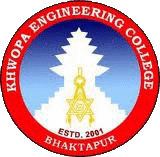 KHWOPA ENGINEERING COLLEGE
ESTD. 2001
BHAKTAPUR